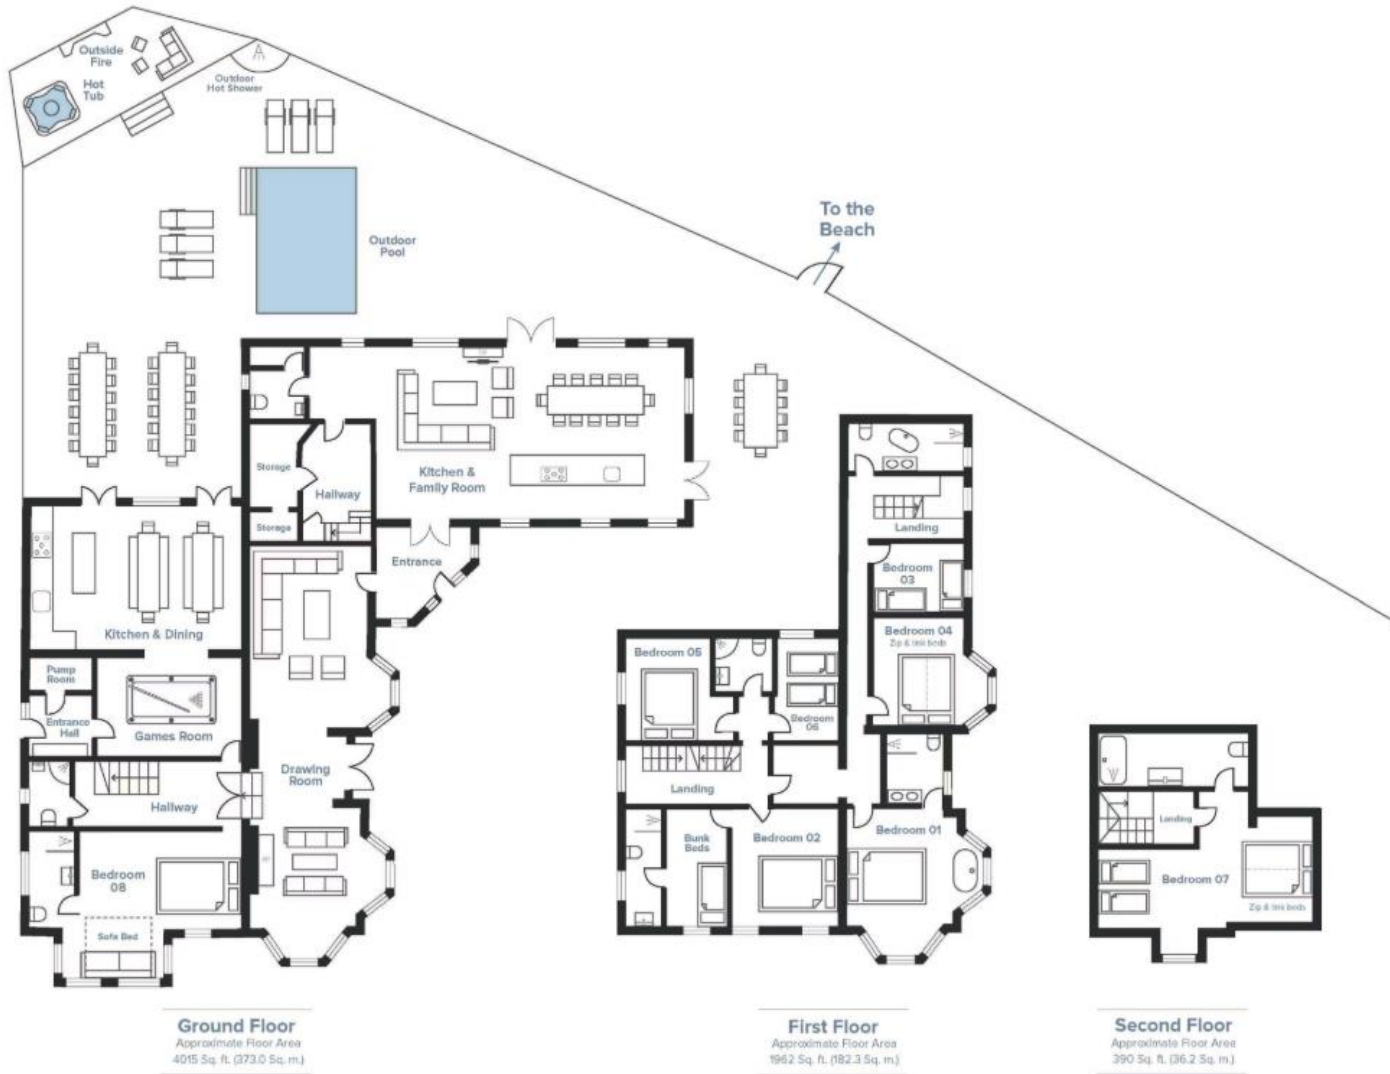 Outside
Fire
Hot
Tub
Outdoor
Hot Shower
To the
Beach
Outdoor
Pool
Kitchen &
Family Room
Storage
Hallway
Storage
Entrance
Kitchen & Dining
Pump
Room
Entrance
Hall
Games Room
Drawing
Room
Hallway
Bedroom
08
Sofa Bed
Landing
Bedroom
03
Bedroom 04
Zip & link beds
Bedroom 05
Bedroom
06
Landing
Bunk
Beds
Bedroom 02
Bedroom 01
Landing
Bedroom 07
Zip & link beds
Ground Floor
Approximate Floor Area
4015 Sq. ft. (373.0 Sq. m.)
First Floor
Approximate Floor Area
1962 Sq. ft. (182.3 Sq. m.)
Second Floor
Approximate Floor Area
390 Sq. ft. (36.2 Sq. m.)